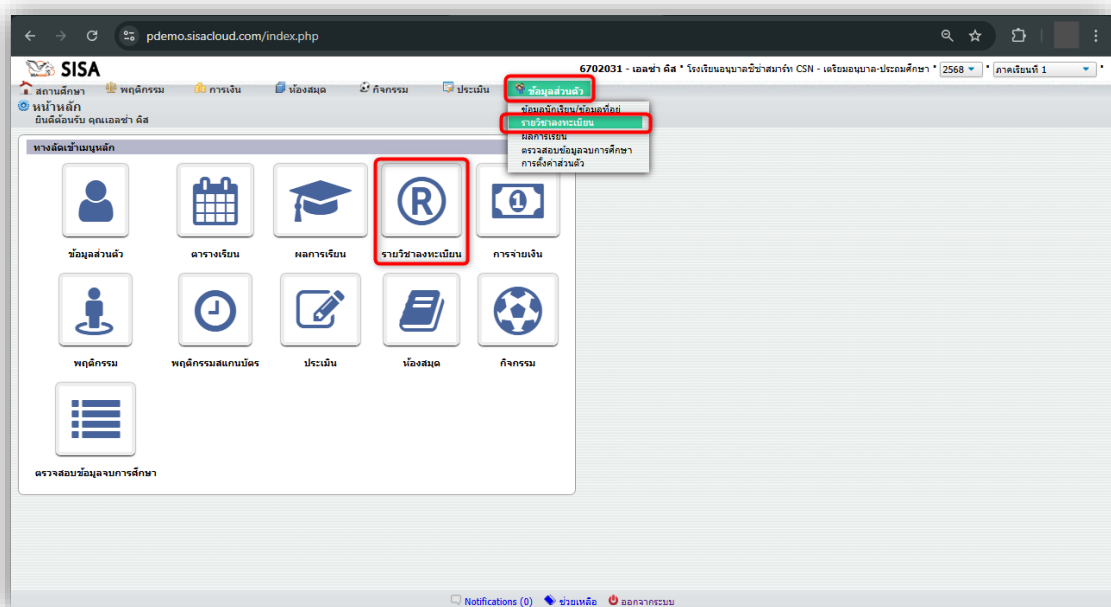 pdemo.sisacloud.com/index.php
SISA
6702031 - เอลซ่า ดิส * โรงเรียนอนุบาลชิช่าสมาร์ท CSN - เตรียมอนุบาล-ประถมศึกษา * 2568 * ภาคเรียนที่ 1 *
สถานศึกษา พฤติกรรม การเงิน ห้องสมุด กิจกรรม ประเมิน ข้อมูลส่วนตัว
หน้าหลัก
ยินดีต้อนรับ คุณเอลซ่า ดิส
ข้อมูลนักเรียน/ข้อมูลที่อยู่
รายวิชาลงทะเบียน
ผลการเรียน
ตรวจสอบข้อมูลจบการศึกษา
การตั้งค่าส่วนตัว
ทางลัดเข้าเมนูหลัก
R 1
ข้อมูลส่วนตัว ตารางเรียน ผลการเรียน รายวิชาลงทะเบียน การจ่ายเงิน
พฤติกรรม พฤติกรรมสแกนบัตร ประเมิน ห้องสมุด กิจกรรม
ตรวจสอบข้อมูลจบการศึกษา
Notifications (0) ช่วยเหลือ ออกจากระบบ